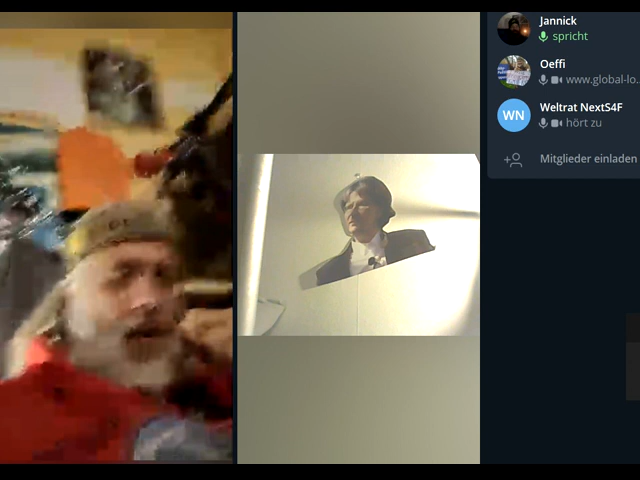 Jannick
spricht
Oeffi
www.global-lo...
WN
Weltrat NextS4F
hört zu
Mitglieder einladen